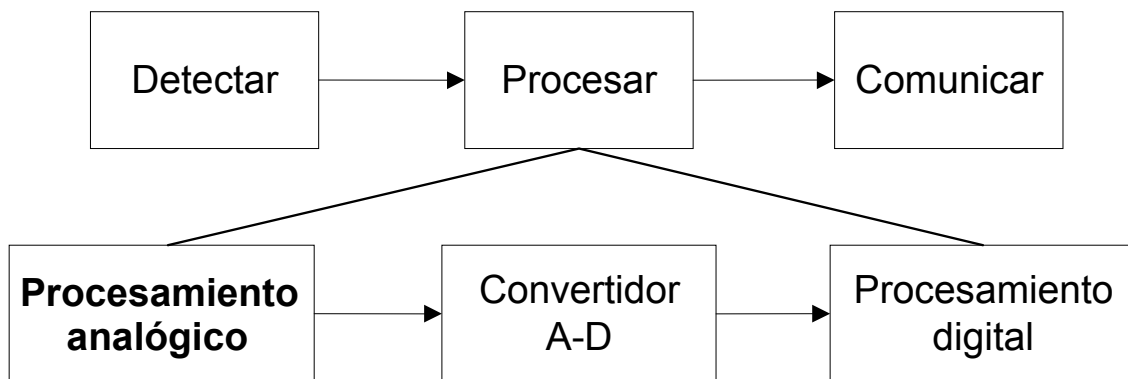 Detectar
Procesar
Comunicar
Procesamiento
analógico
Convertidor
A-D
Procesamiento
digital